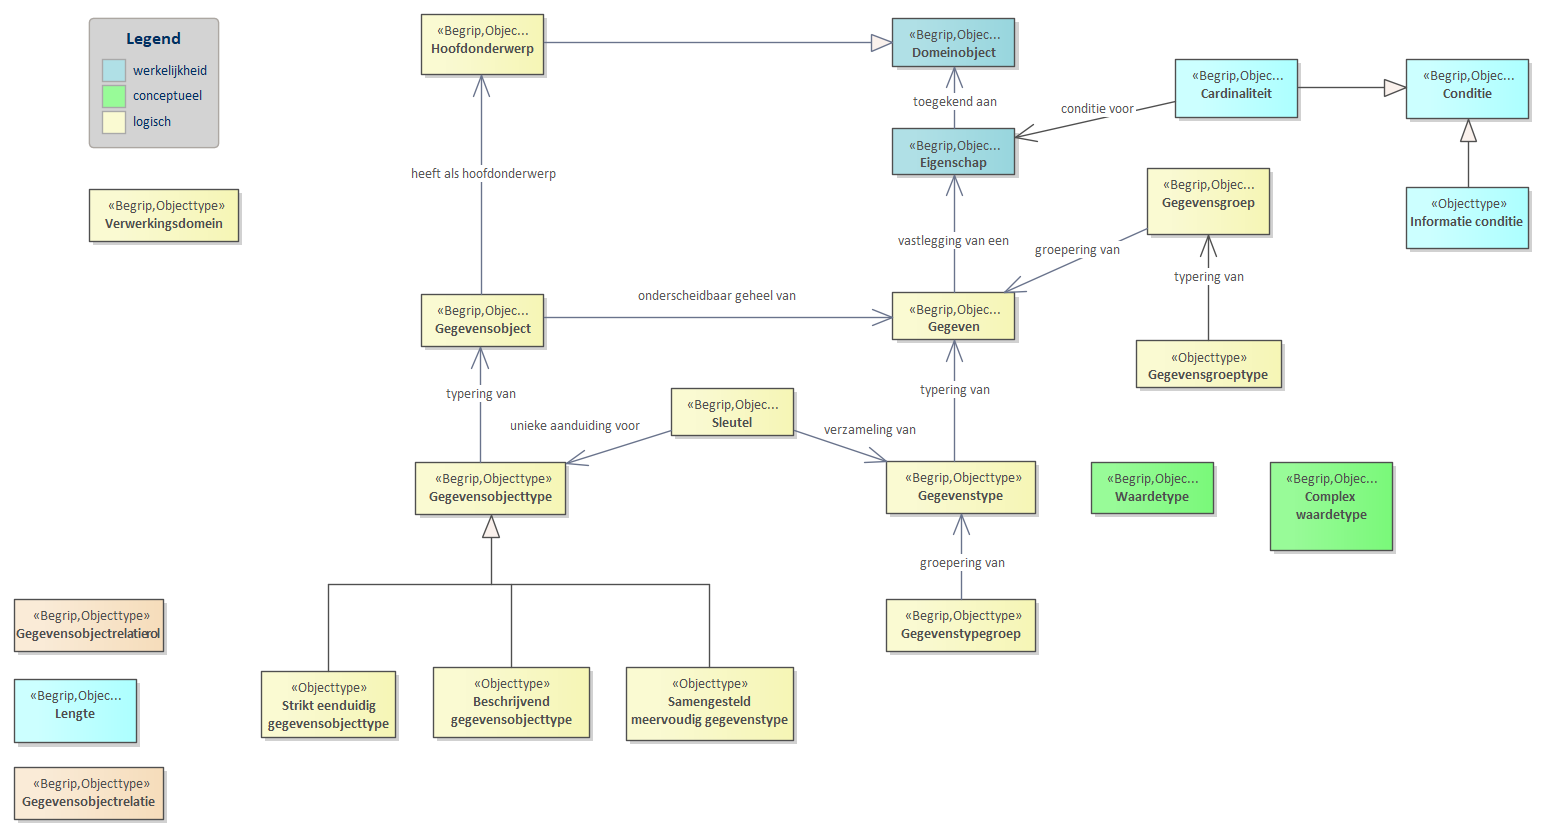 Legend
werkelijkheid
conceptueel
logisch
«Begrip,Objec...
Hoofdonderwerp
«Begrip,Objec...
Domeinobject
«Begrip,Objec...
Cardinaliteit
«Begrip,Objec...
Conditie
toegekend aan
conditie voor
«Begrip,Objec...
Eigenschap
heeft als hoofdonderwerp
«Begrip,Objecttype»
Verwerkingsdomein
«Begrip,Objec...
Gegevensgroep
«Objecttype»
Informatie conditie
vastlegging van een
groepering van
typering van
onderscheidbaar geheel van
«Begrip,Objec...
Gegevensobject
«Begrip,Objec...
Gegeven
«Objecttype»
Gegevensgroeptype
typering van
«Begrip,Objec...
Sleutel
typering van
unieke aanduiding voor
verzameling van
«Begrip,Objecttype»
Gegevensobjecttype
«Begrip,Objecttype»
Gegevenstype
«Begrip,Objec...
Waardetype
«Begrip,Objec...
Complex
waardetype
groepering van
«Begrip,Objecttype»
Gegevensobjectrelatierol
«Begrip,Objecttype»
Gegevenstypegroep
«Objecttype»
Strikt eenduidig
gegevensobjecttype
«Objecttype»
Beschrijvend
gegevensobjecttype
«Objecttype»
Samengesteld
meervoudig gegevenstype
«Begrip,Objec...
Lengte
«Begrip,Objecttype»
Gegevensobjectrelatie